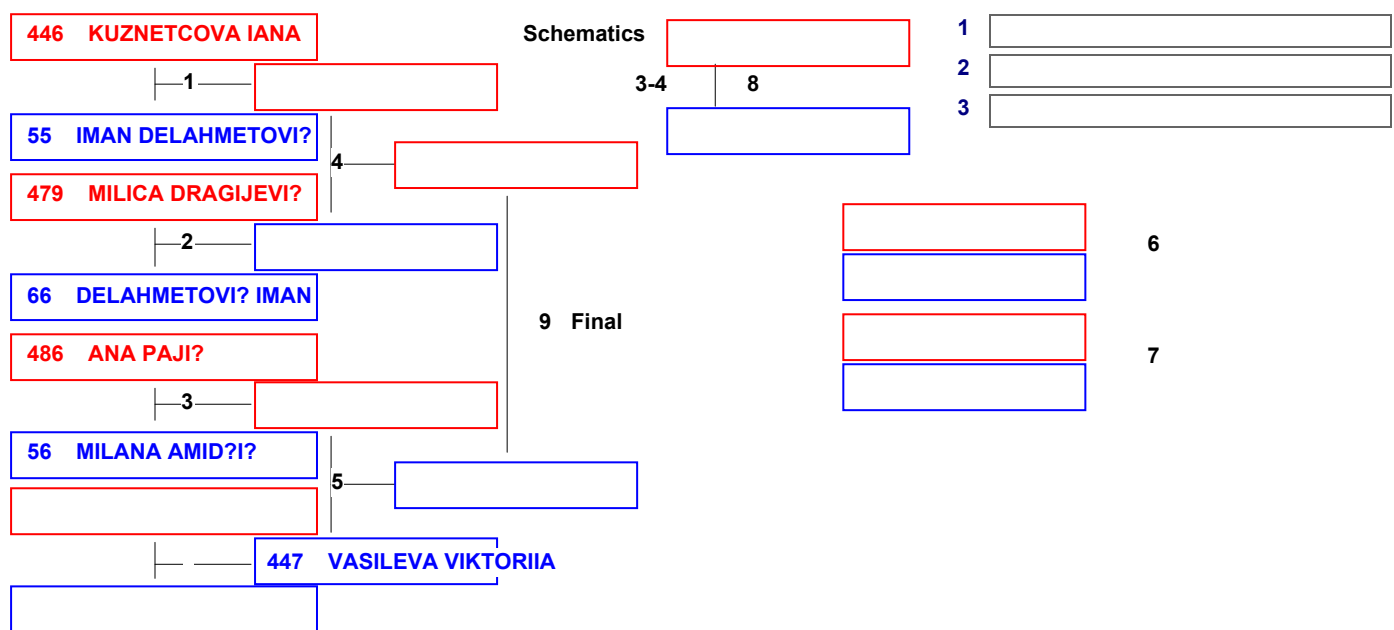 446 KUZNETCOVA IANA
Schematics
1
1
3-4 8
2
3
55 IMAN DELAHMETOVI?
4
479 MILICA DRAGIJEVI?
2
6
66 DELAHMETOVI? IMAN
9 Final
486 ANA PAJI?
7
3
56 MILANA AMID?I?
5
447 VASILEVA VIKTORIIA